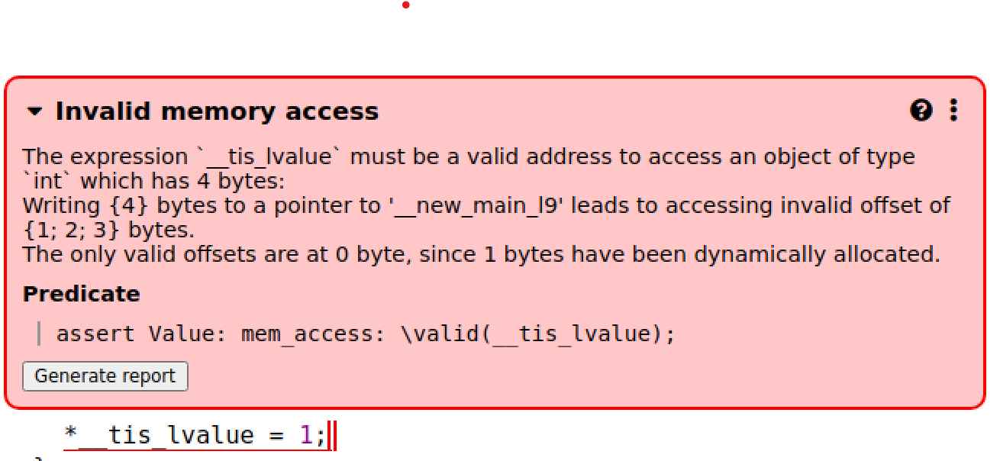 Invalid memory access
The expression `__tis_lvalue` must be a valid address to access an object of type
`int` which has 4 bytes:
Writing {4} bytes to a pointer to '__new_main_l9' leads to accessing invalid offset of
{1; 2; 3} bytes.
The only valid offsets are at 0 byte, since 1 bytes have been dynamically allocated.
Predicate
assert Value: mem_access: \valid(__tis_lvalue);
Generate report
*__tis_lvalue = 1;